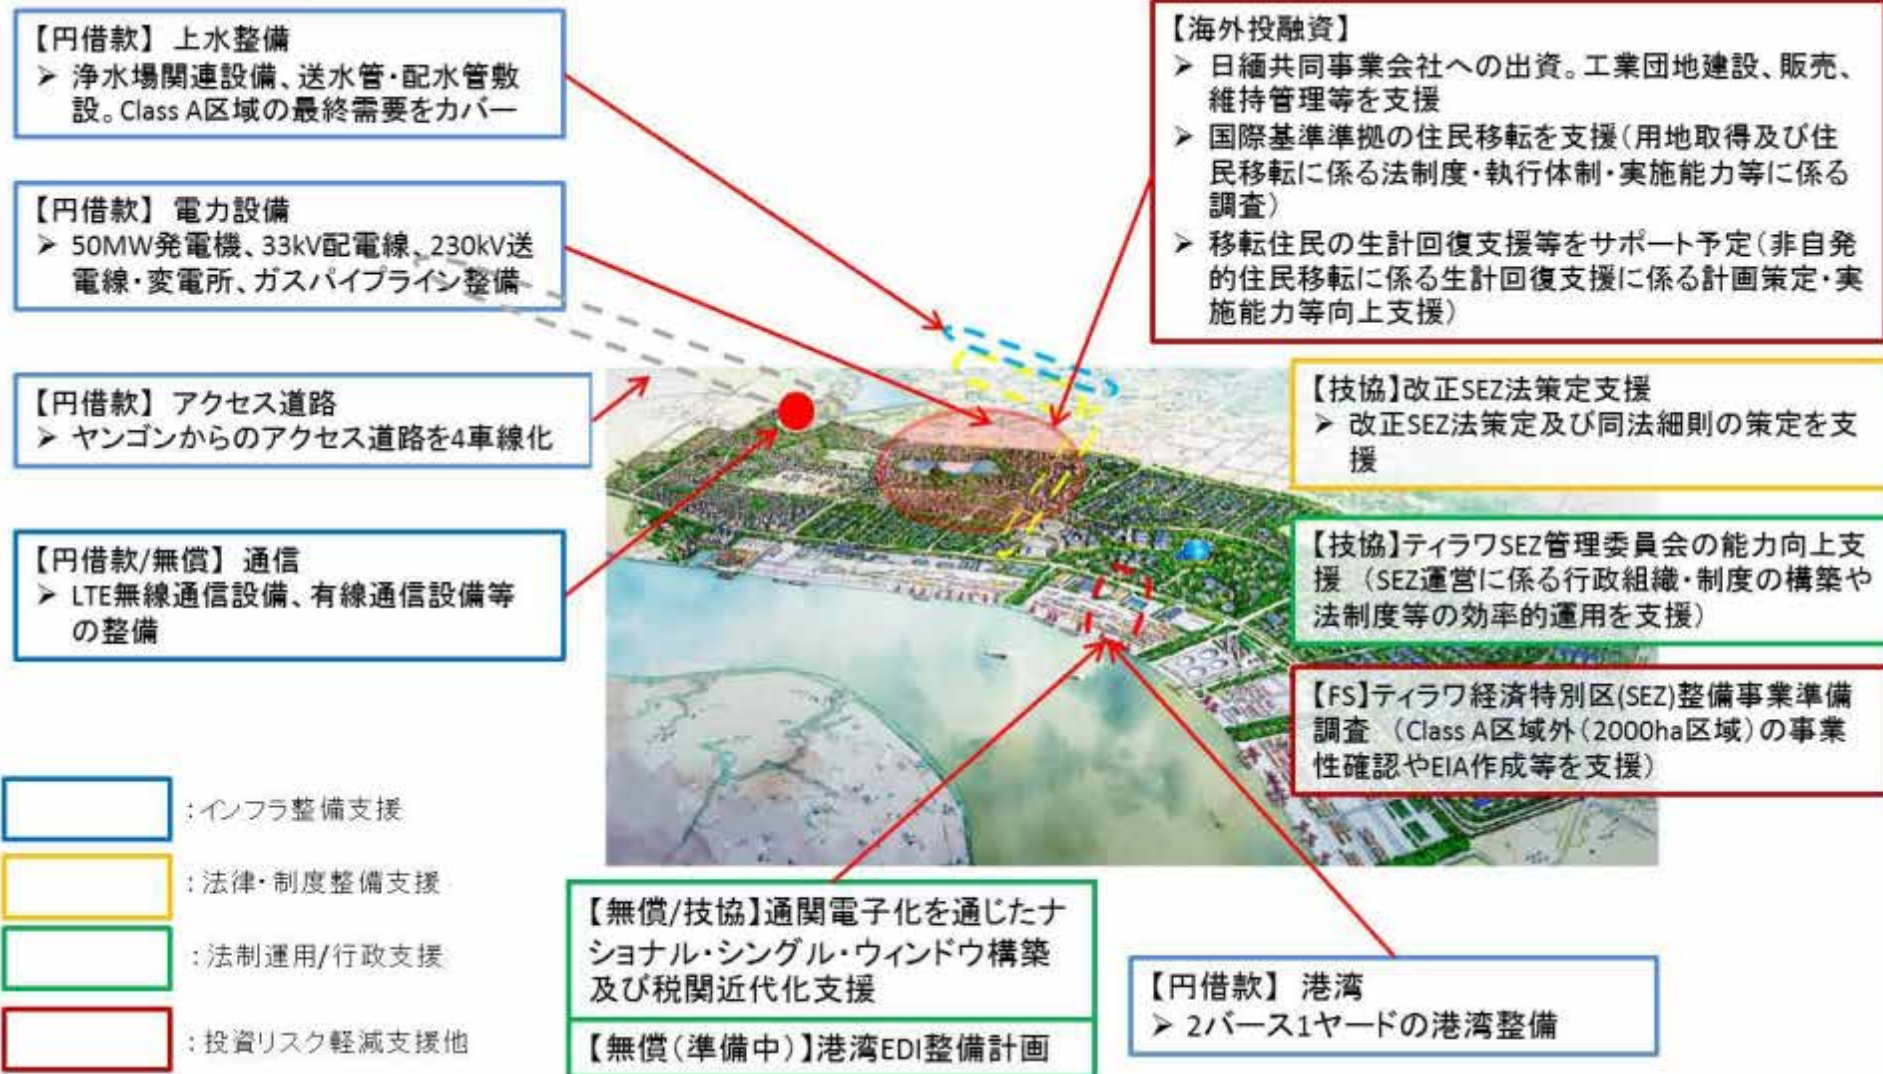 【円借款】 上水整備
➢ 浄水場関連設備、送水管・配水管敷
設。Class A区域の最終需要をカバー
【円借款】 電力設備
➢ 50MW発電機、33kV配電線、230kV送
電線・変電所、ガスパイプライン整備
【円借款】 アクセス道路
➢ ヤンゴンからのアクセス道路を4車線化
【円借款/無償】 通信
➢ LTE無線通信設備、有線通信設備等
の整備
【海外投融資】
➢ 日緬共同事業会社への出資。工業団地建設、販売、
維持管理等を支援
➢ 国際基準準拠の住民移転を支援(用地取得及び住
民移転に係る法制度・執行体制・実施能力等に係る
調査)
➢ 移転住民の生計回復支援等をサポート予定(非自発
的住民移転に係る生計回復支援に係る計画策定・実
施能力等向上支援)
【技協】改正SEZ法策定支援
➢ 改正SEZ法策定及び同法細則の策定を支
援
【技協】ティラワSEZ管理委員会の能力向上支
援 (SEZ運営に係る行政組織・制度の構築や
法制度等の効率的運用を支援)
【FS】ティラワ経済特別区(SEZ)整備事業準備
調査 (Class A区域外(2000ha区域)の事業
性確認やEIA作成等を支援)
:インフラ整備支援
:法律・制度整備支援
:法制運用/行政支援
:投資リスク軽減支援他
【無償/技協】通関電子化を通じたナ
ショナル・シングル・ウィンドウ構築
及び税関近代化支援
【無償(準備中)】港湾EDI整備計画
【円借款】 港湾
➢ 2バース1ヤードの港湾整備